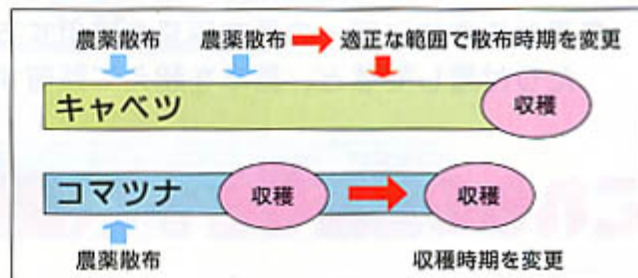 農薬散布 農薬散布 適正な範囲で散布時期を変更
キャベツ
収穫
コマツナ
収穫
収穫
農薬散布
収穫時期を変更